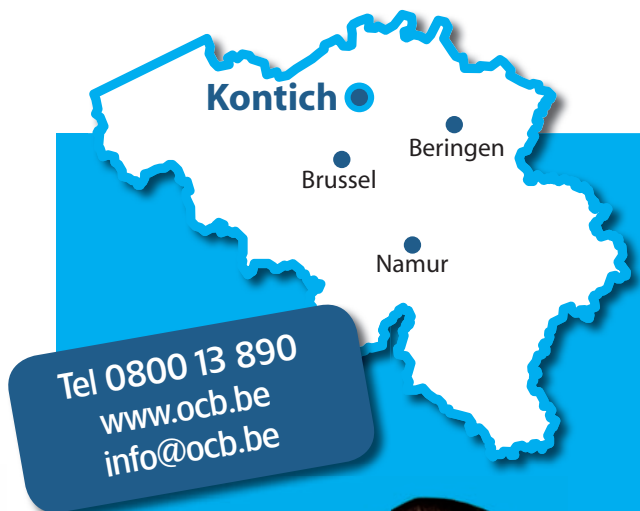 Kontich
Beringen
Brussel
Namur
Tel 0800 13 890
www.ocb.be
info@ocb.be